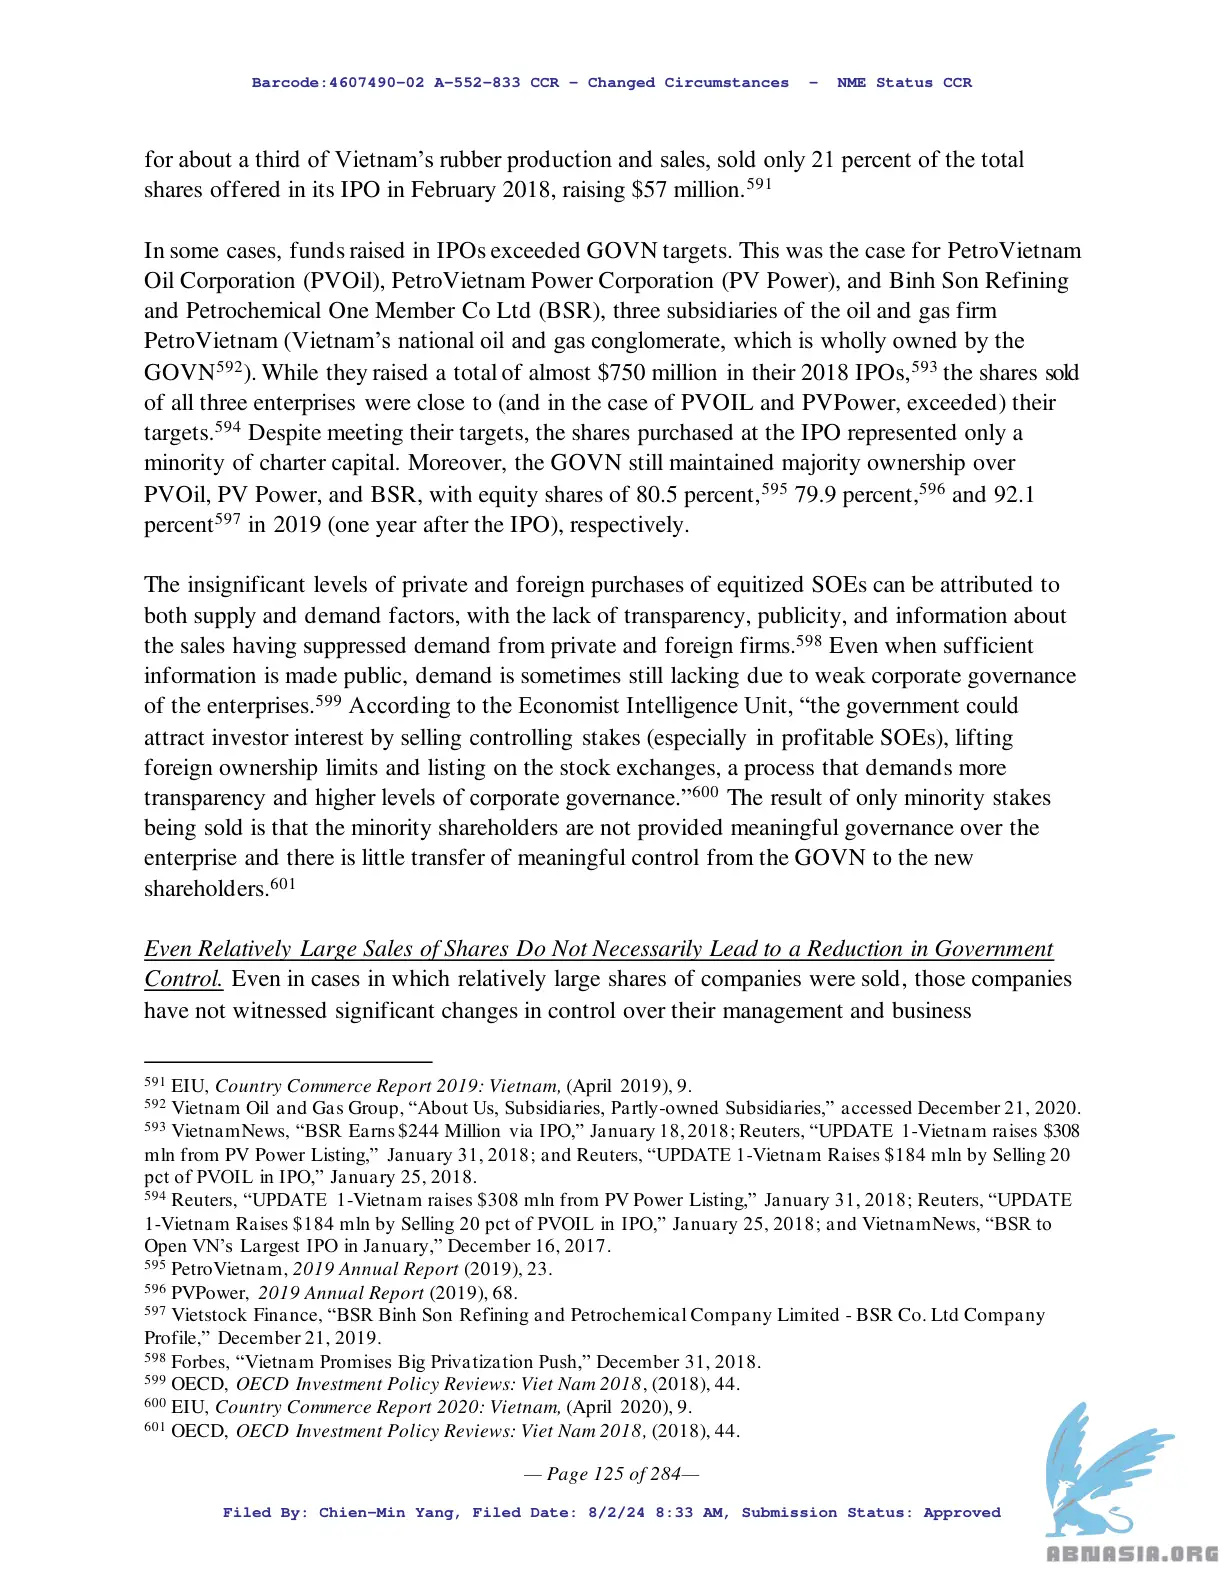 Barcode:4607490-02 A-552-833 CCR - Changed Circumstances - NME Status CCR
for about a third of Vietnam’s rubber production and sales, sold only 21 percent of the total
shares offered in its IPO in February 2018, raising $57 million.591
In some cases, funds raised in IPOs exceeded GOVN targets. This was the case for PetroVietnam
Oil Corporation (PVOil), PetroVietnam Power Corporation (PV Power), and Binh Son Refining
and Petrochemical One Member Co Ltd (BSR), three subsidiaries of the oil and gas firm
PetroVietnam (Vietnam’s national oil and gas conglomerate, which is wholly owned by the
GOVN592). While they raised a total of almost $750 million in their 2018 IPOs,593 the shares sold
of all three enterprises were close to (and in the case of PVOIL and PVPower, exceeded) their
targets.594 Despite meeting their targets, the shares purchased at the IPO represented only a
minority of charter capital. Moreover, the GOVN still maintained majority ownership over
PVOil, PV Power, and BSR, with equity shares of 80.5 percent,595 79.9 percent,596 and 92.1
percent597 in 2019 (one year after the IPO), respectively.
The insignificant levels of private and foreign purchases of equitized SOEs can be attributed to
both supply and demand factors, with the lack of transparency, publicity, and information about
the sales having suppressed demand from private and foreign firms.598 Even when sufficient
information is made public, demand is sometimes still lacking due to weak corporate governance
of the enterprises.599 According to the Economist Intelligence Unit, “the government could
attract investor interest by selling controlling stakes (especially in profitable SOEs), lifting
foreign ownership limits and listing on the stock exchanges, a process that demands more
transparency and higher levels of corporate governance.”600 The result of only minority stakes
being sold is that the minority shareholders are not provided meaningful governance over the
enterprise and there is little transfer of meaningful control from the GOVN to the new
shareholders.601
Even Relatively Large Sales of Shares Do Not Necessarily Lead to a Reduction in Government
Control. Even in cases in which relatively large shares of companies were sold, those companies
have not witnessed significant changes in control over their management and business
591 EIU, Country Commerce Report 2019: Vietnam, (April 2019), 9.
592 Vietnam Oil and Gas Group, “About Us, Subsidiaries, Partly-owned Subsidiaries,” accessed December 21, 2020.
593 VietnamNews, “BSR Earns $244 Million via IPO,” January 18, 2018; Reuters, “UPDATE 1-Vietnam raises $308
mln from PV Power Listing,” January 31, 2018; and Reuters, “UPDATE 1-Vietnam Raises $184 mln by Selling 20
pct of PVOIL in IPO,” January 25, 2018.
594 Reuters, “UPDATE 1-Vietnam raises $308 mln from PV Power Listing,” January 31, 2018; Reuters, “UPDATE
1-Vietnam Raises $184 mln by Selling 20 pct of PVOIL in IPO,” January 25, 2018; and VietnamNews, “BSR to
Open VN’s Largest IPO in January,” December 16, 2017.
595 PetroVietnam, 2019 Annual Report (2019), 23.
596 PVPower, 2019 Annual Report (2019), 68.
597 Vietstock Finance, “BSR Binh Son Refining and Petrochemical Company Limited - BSR Co. Ltd Company
Profile,” December 21, 2019.
598 Forbes, “Vietnam Promises Big Privatization Push,” December 31, 2018.
599 OECD, OECD Investment Policy Reviews: Viet Nam 2018, (2018), 44.
600 EIU, Country Commerce Report 2020: Vietnam, (April 2020), 9.
601 OECD, OECD Investment Policy Reviews: Viet Nam 2018, (2018), 44.
— Page 125 of 284—
Filed By: Chien-Min Yang, Filed Date: 8/2/24 8:33 AM, Submission Status: Approved
ABNASIA.ORG